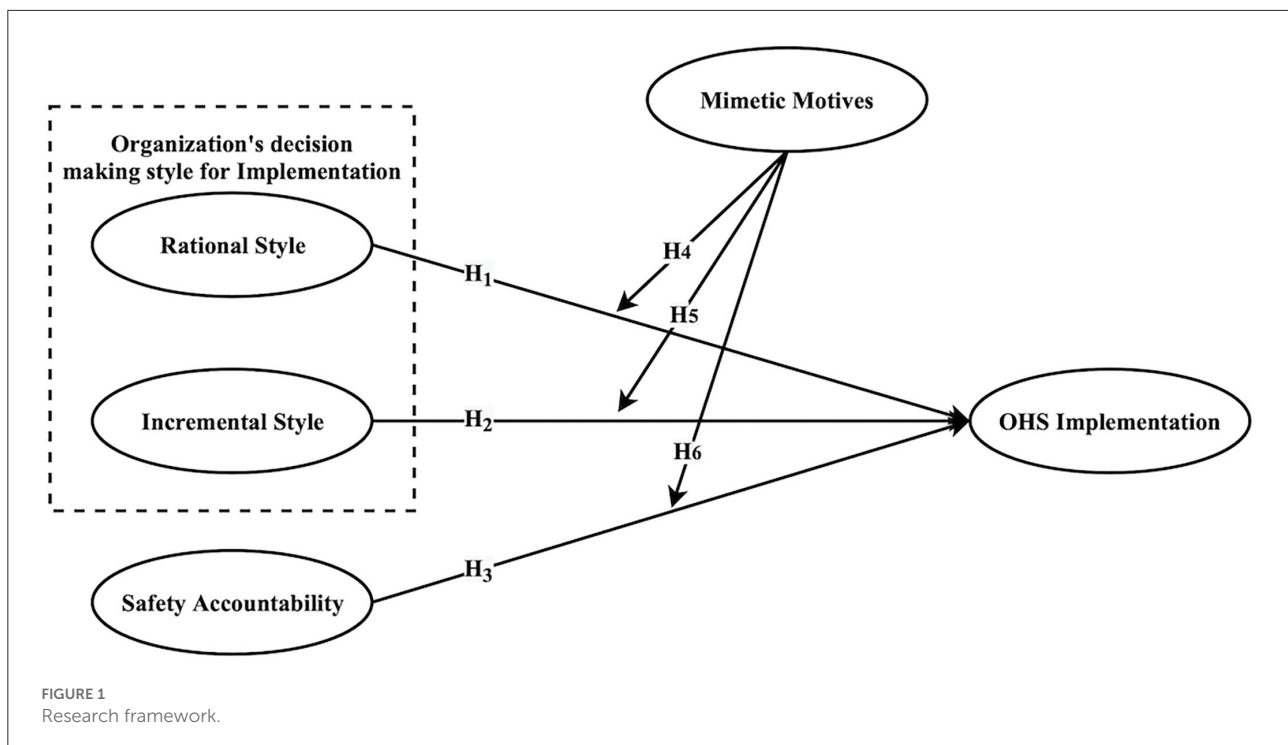 Mimetic Motives
Organization's decision
making style for Implementation
Rational Style
H1
H4
H5
Incremental Style
H2
OHS Implementation
H6
Safety Accountability
H3
FIGURE 1
Research framework.